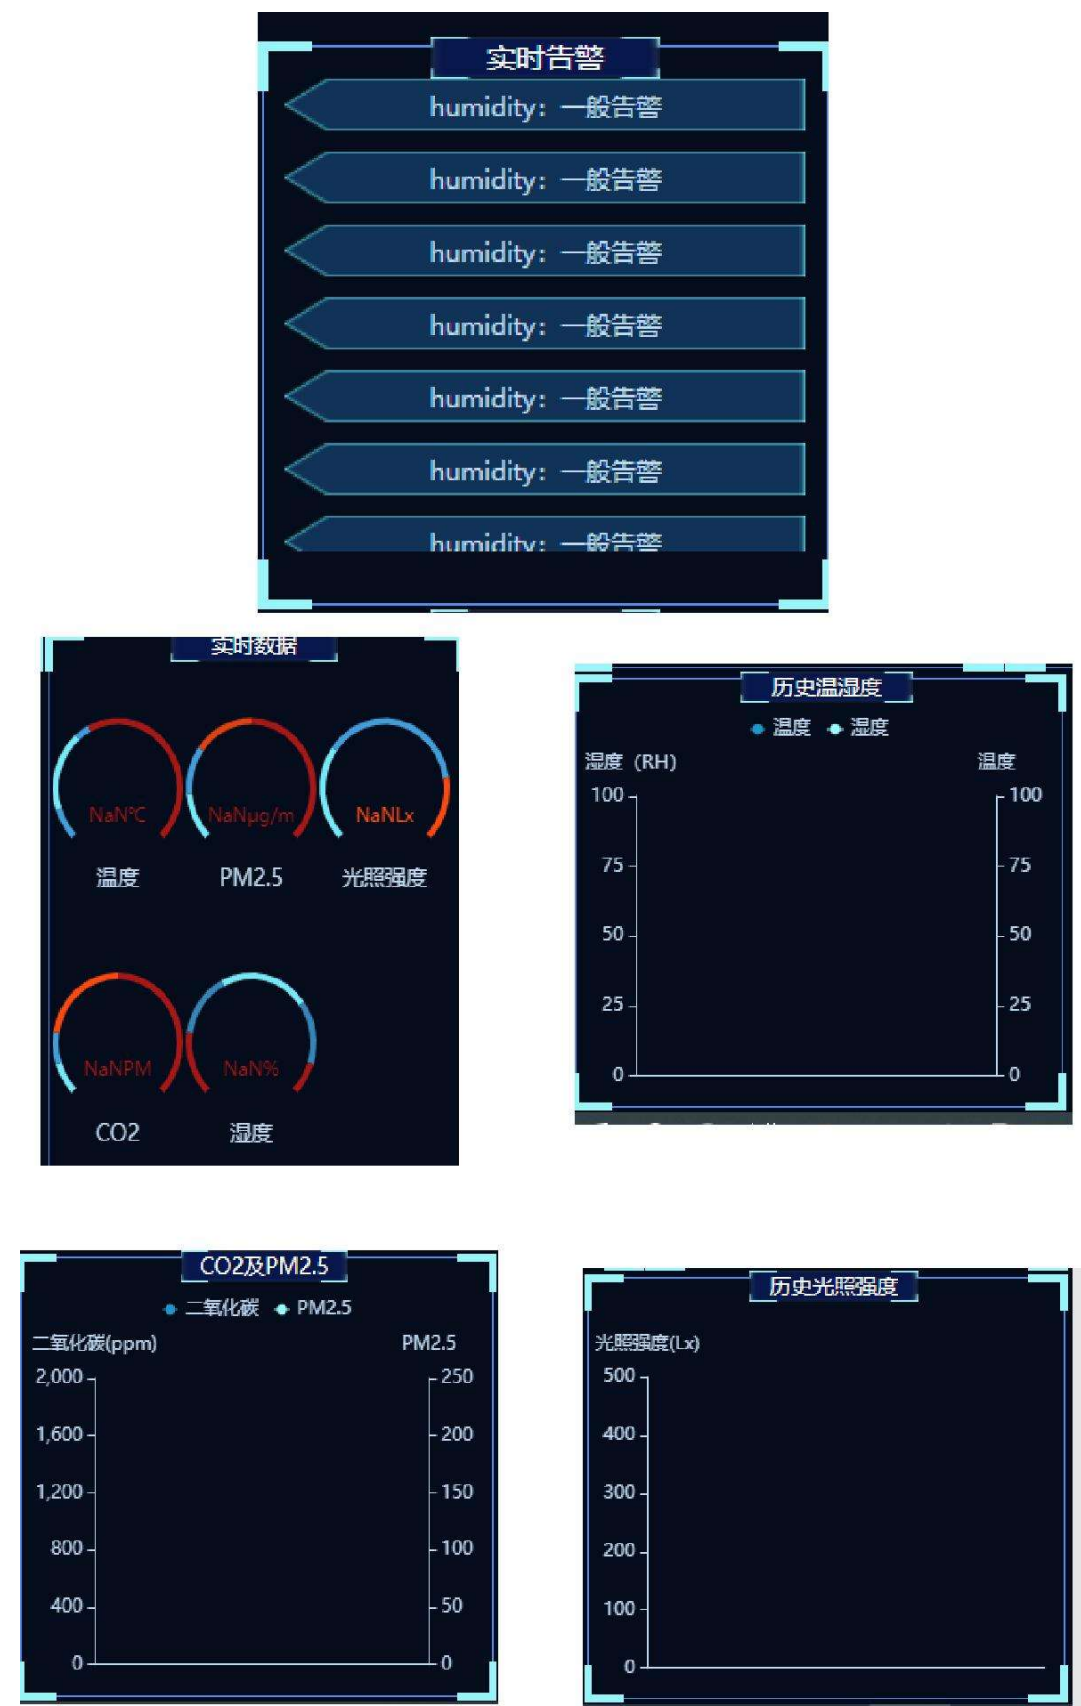 实时告警
humidity: 一般告警
humidity: 一般告警
humidity: 一般告警
humidity: 一般告警
humidity: 一般告警
humidity: 一般告警
humidity: 一般告警
实时数据
NaN℃ NaNμg/m NaNLx
温度 PM2.5 光照强度
NaNPM NaN%
CO2 湿度
历史温湿度
温度 湿度
湿度 (RH) 温度
100 100
75 75
50 50
25 25
0 0
CO2及PM2.5
二氧化碳 PM2.5
二氧化碳(ppm) PM2.5
2,000 250
1,600 200
1,200 150
800 100
400 50
0 0
历史光照强度
光照强度(Lx)
500
400
300
200
100
0